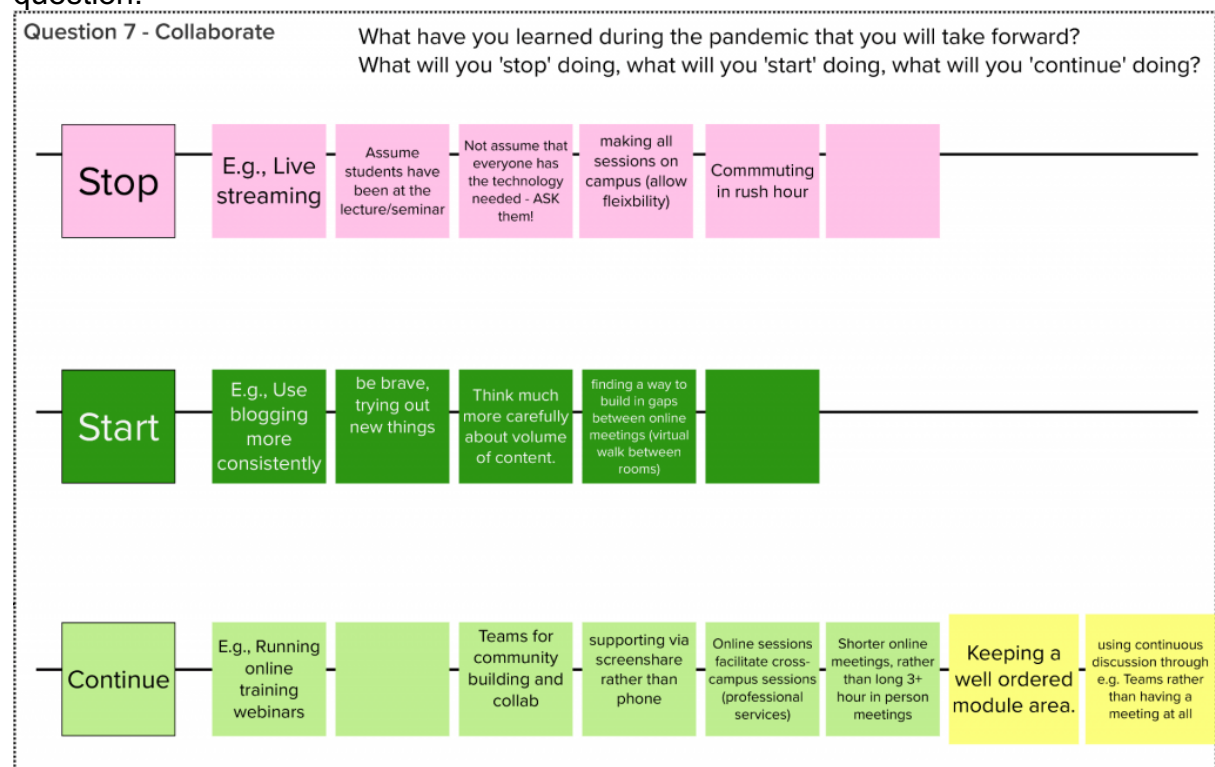 question.
Question 7 - Collaborate
What have you learned during the pandemic that you will take forward?
What will you 'stop' doing, what will you 'start' doing, what will you 'continue' doing?
Stop
E.g., Live
streaming
Assume
students have
been at the
lecture/seminar
Not assume that
everyone has
the technology
needed - ASK
them!
making all
sessions on
campus (allow
fleixbility)
Commmuting
in rush hour
Start
E.g., Use
blogging
more
consistently
be brave,
trying out
new things
Think much
more carefully
about volume
of content.
finding a way to
build in gaps
between online
meetings (virtual
walk between
rooms)
Continue
E.g., Running
online
training
webinars
Teams for
community
building and
collab
supporting via
screenshare
rather than
phone
Online sessions
facilitate cross-
campus sessions
(professional
services)
Shorter online
meetings, rather
than long 3+
hour in person
meetings
Keeping a
well ordered
module area.
using continuous
discussion through
e.g. Teams rather
than having a
meeting at all